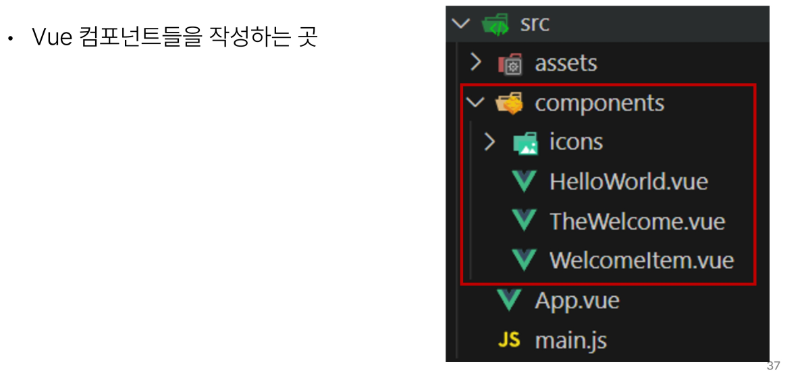 • Vue 컴포넌트들을 작성하는 곳
src
assets
components
icons
HelloWorld.vue
TheWelcome.vue
WelcomeItem.vue
App.vue
JS main.js
37